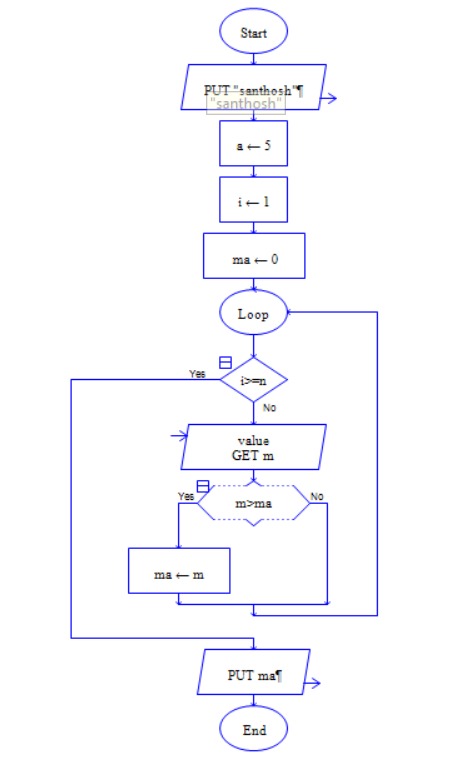 Start
PUT "santhosh"¶
"santhosh"
a ← 5
i ← 1
ma ← 0
Loop
Yes
i>=n
No
value
GET m
Yes
m>ma
No
ma ← m
PUT ma¶
End